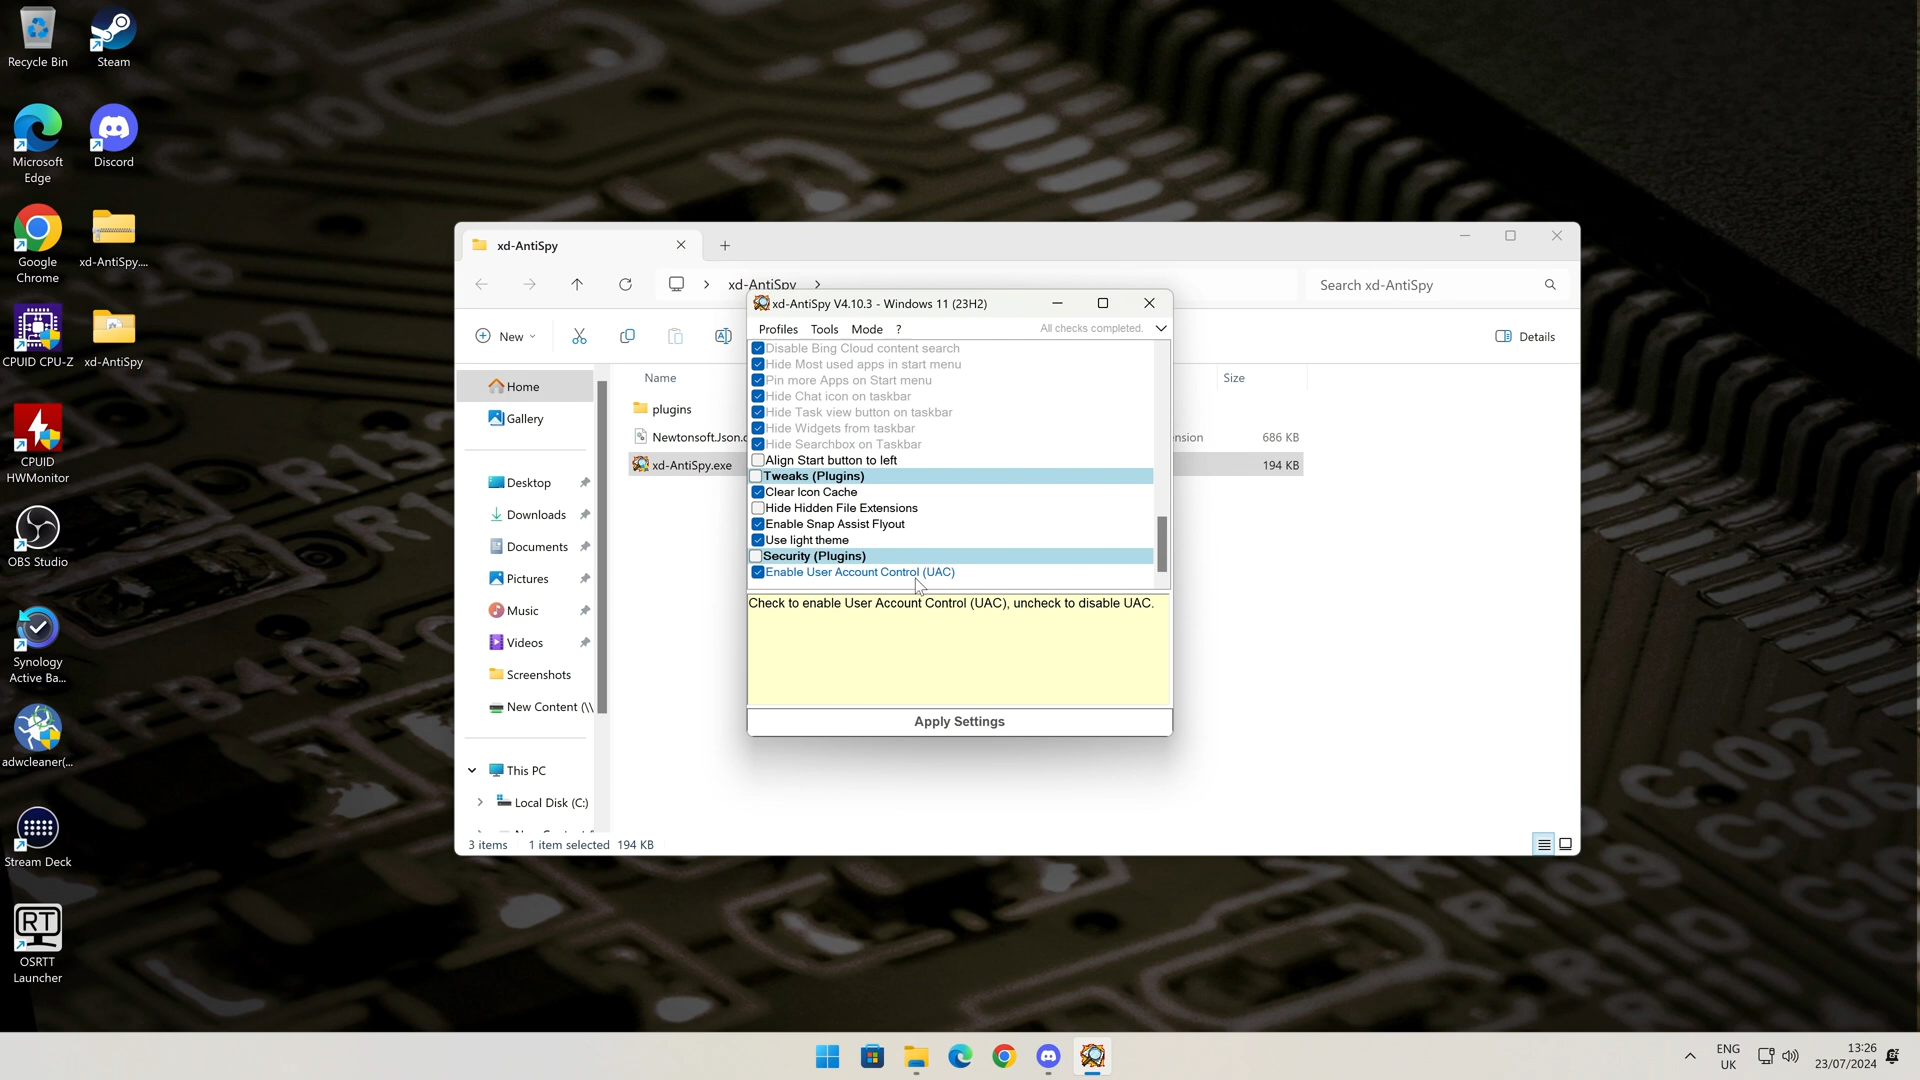 Recycle Bin
Steam
Microsoft
Edge
Discord
Google
Chrome
xd-AntiSpy....
CPUID CPU-Z
xd-AntiSpy
CPUID
HWMonitor
OBS Studio
Synology
Active Ba...
adwcleaner(...
Stream Deck
RT
OSRTT
Launcher
xd-AntiSpy
xd-AntiSpy
Search xd-AntiSpy
New
Details
Home
Gallery
Desktop
Downloads
Documents
Pictures
Music
Videos
Screenshots
New Content (\\
This PC
Local Disk (C:)
Name
Size
plugins
Newtonsoft.Json.
nsion
686 KB
xd-AntiSpy.exe
194 KB
3 items
1 item selected 194 KB
xd-AntiSpy V4.10.3 - Windows 11 (23H2)
Profiles Tools Mode ?
All checks completed.
Disable Bing Cloud content search
Hide Most used apps in start menu
Pin more Apps on Start menu
Hide Chat icon on taskbar
Hide Task view button on taskbar
Hide Widgets from taskbar
Hide Searchbox on Taskbar
Align Start button to left
Tweaks (Plugins)
Clear Icon Cache
Hide Hidden File Extensions
Enable Snap Assist Flyout
Use light theme
Security (Plugins)
Enable User Account Control (UAC)
Check to enable User Account Control (UAC), uncheck to disable UAC.
Apply Settings
ENG
UK
13:26
23/07/2024